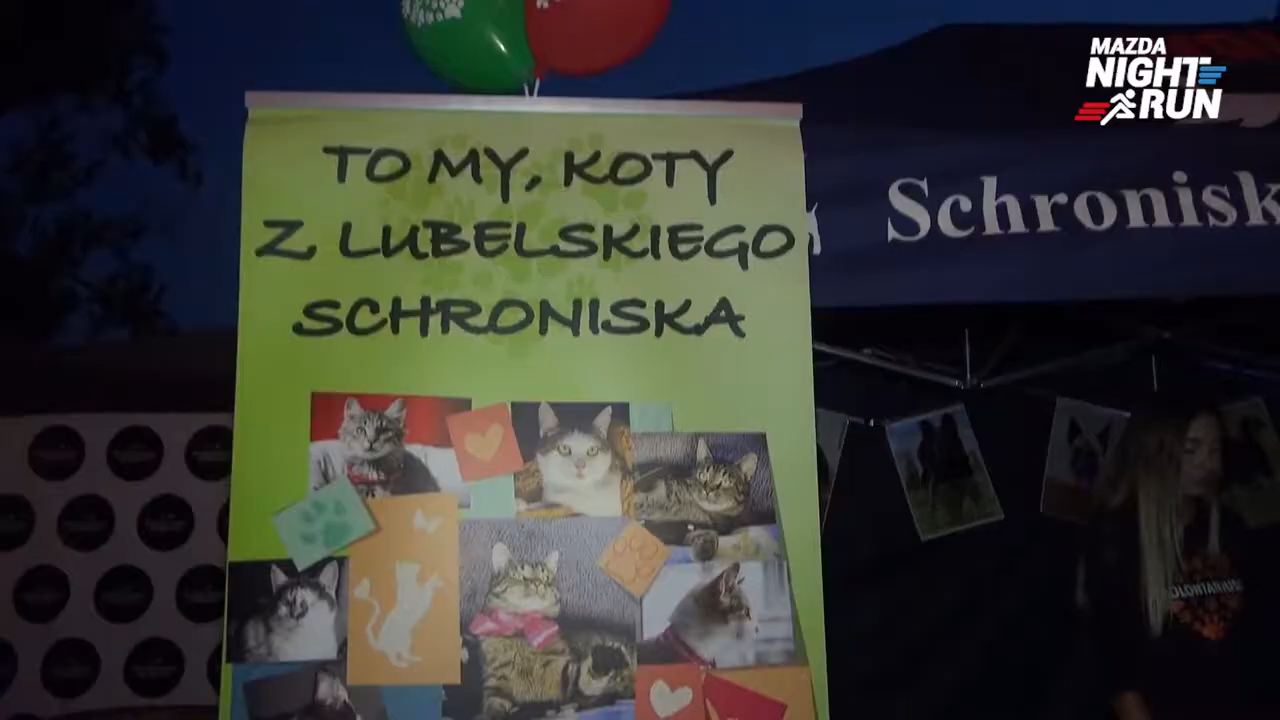 MAZDA
NIGHT
RUN
TO MY, KOTY
Z LUBELSKIEGO
SCHRONISKA
Schronisk